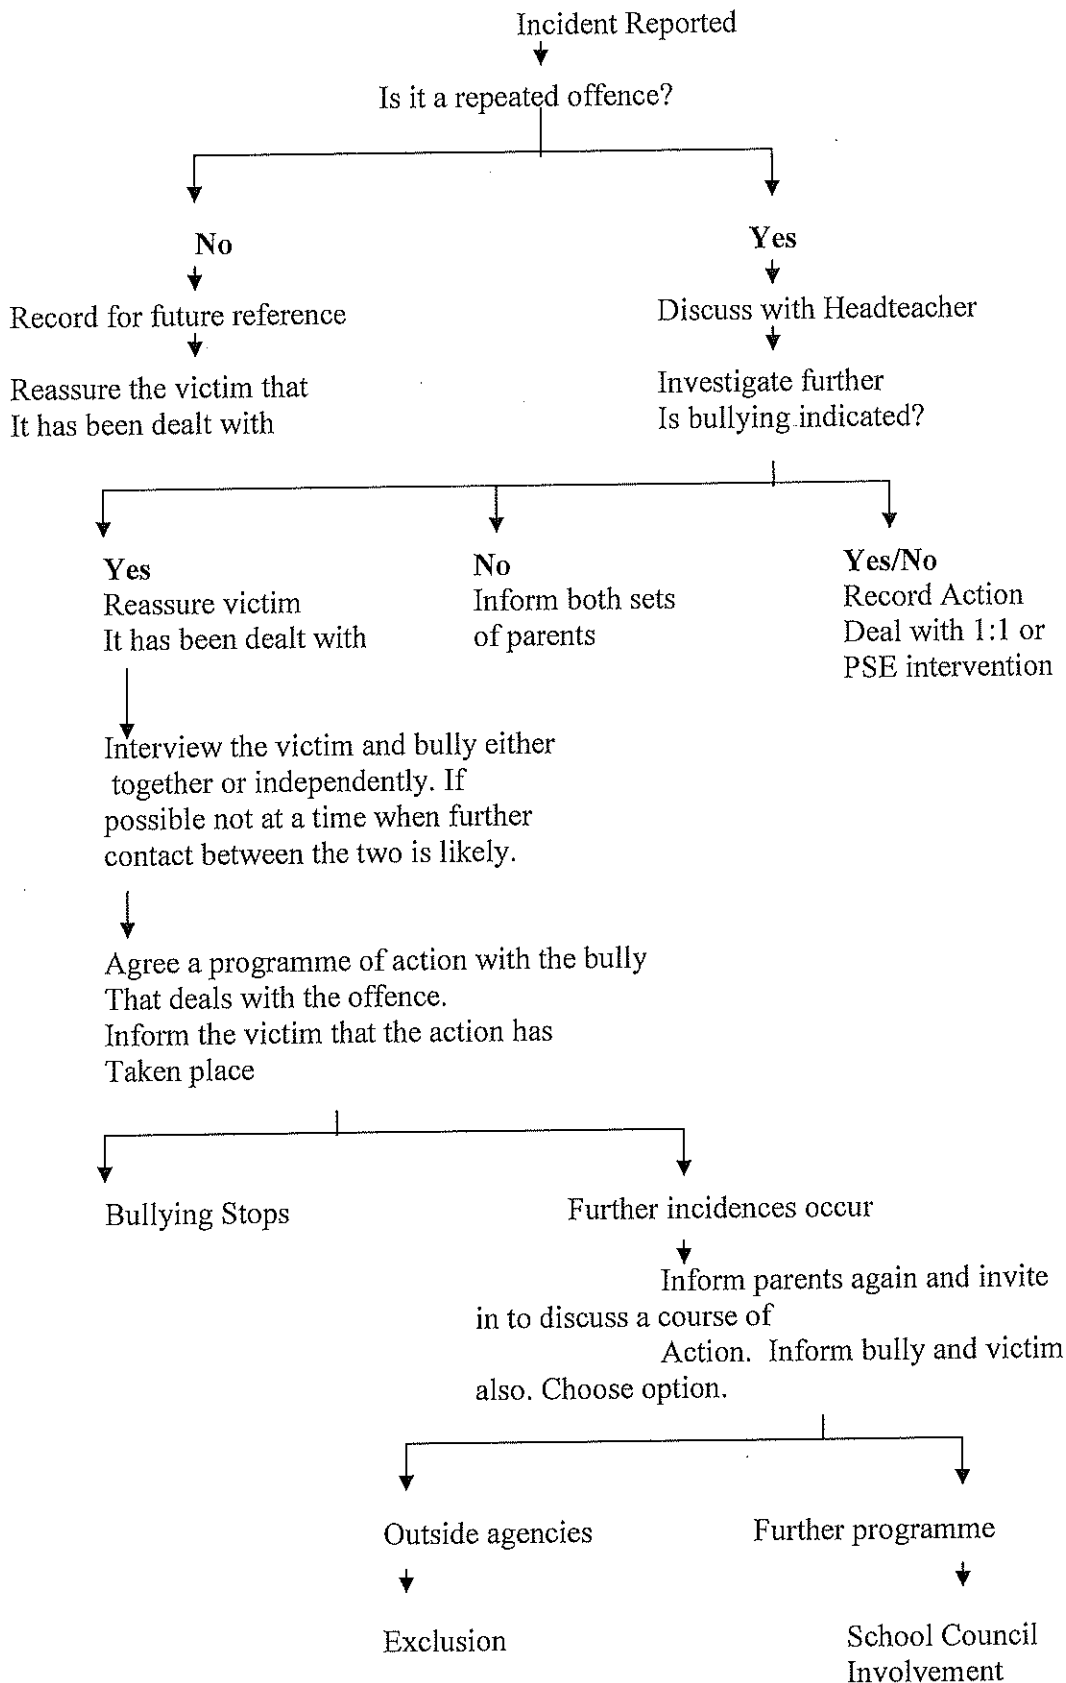 Incident Reported
Is it a repeated offence?
No
Yes
Record for future reference
Discuss with Headteacher
Reassure the victim that
It has been dealt with
Investigate further
Is bullying indicated?
Yes
Reassure victim
It has been dealt with
No
Inform both sets
of parents
Yes/No
Record Action
Deal with 1:1 or
PSE intervention
Interview the victim and bully either
together or independently. If
possible not at a time when further
contact between the two is likely.
Agree a programme of action with the bully
That deals with the offence.
Inform the victim that the action has
Taken place
Bullying Stops
Further incidences occur
Inform parents again and invite
in to discuss a course of
Action. Inform bully and victim
also. Choose option.
Outside agencies
Further programme
Exclusion
School Council
Involvement